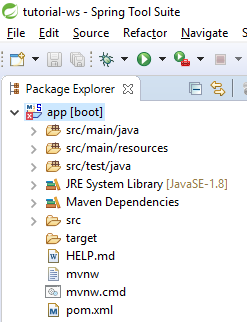 tutorial-ws - Spring Tool Suite
File Edit Source Refactor Navigate
Package Explorer
app [boot]
src/main/java
src/main/resources
src/test/java
JRE System Library [JavaSE-1.8]
Maven Dependencies
src
target
HELP.md
mvnw
mvnw.cmd
pom.xml